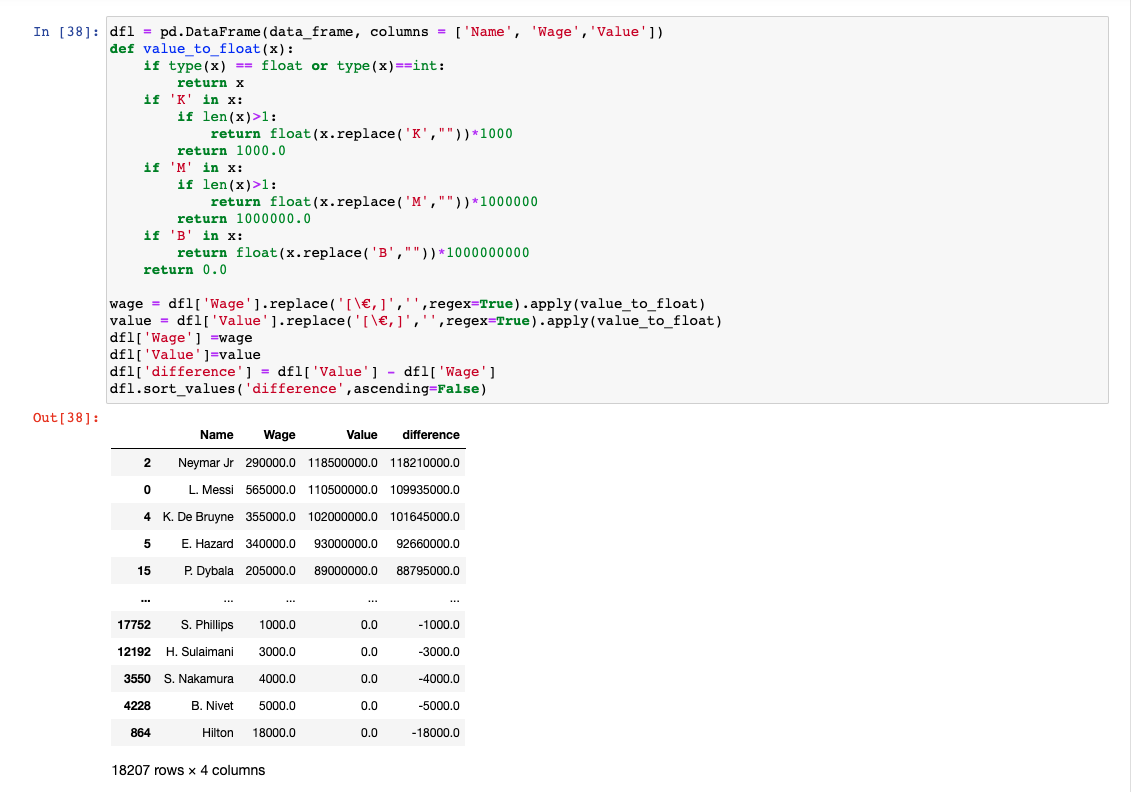 In [38]: dfl = pd.DataFrame(data_frame, columns = ['Name', 'Wage','Value'])
def value_to_float(x):
    if type(x) == float or type(x)==int:
        return x
    if 'K' in x:
        if len(x)>1:
            return float(x.replace('K',""))*1000
        return 1000.0
    if 'M' in x:
        if len(x)>1:
            return float(x.replace('M',""))*1000000
        return 1000000.0
    if 'B' in x:
        return float(x.replace('B',""))*1000000000
    return 0.0

wage = dfl['Wage'].replace('[\€,]','',regex=True).apply(value_to_float)
value = dfl['Value'].replace('[\€,]','',regex=True).apply(value_to_float)
dfl['Wage'] =wage
dfl['Value']=value
dfl['difference'] = dfl['Value'] - dfl['Wage']
dfl.sort_values('difference',ascending=False)
Out[38]:
Name Wage Value difference
2 Neymar Jr 290000.0 118500000.0 118210000.0
0 L. Messi 565000.0 110500000.0 109935000.0
4 K. De Bruyne 355000.0 102000000.0 101645000.0
5 E. Hazard 340000.0 93000000.0 92660000.0
15 P. Dybala 205000.0 89000000.0 88795000.0
... ... ... ... ...
17752 S. Phillips 1000.0 0.0 -1000.0
12192 H. Sulaimani 3000.0 0.0 -3000.0
3550 S. Nakamura 4000.0 0.0 -4000.0
4228 B. Nivet 5000.0 0.0 -5000.0
864 Hilton 18000.0 0.0 -18000.0
18207 rows × 4 columns